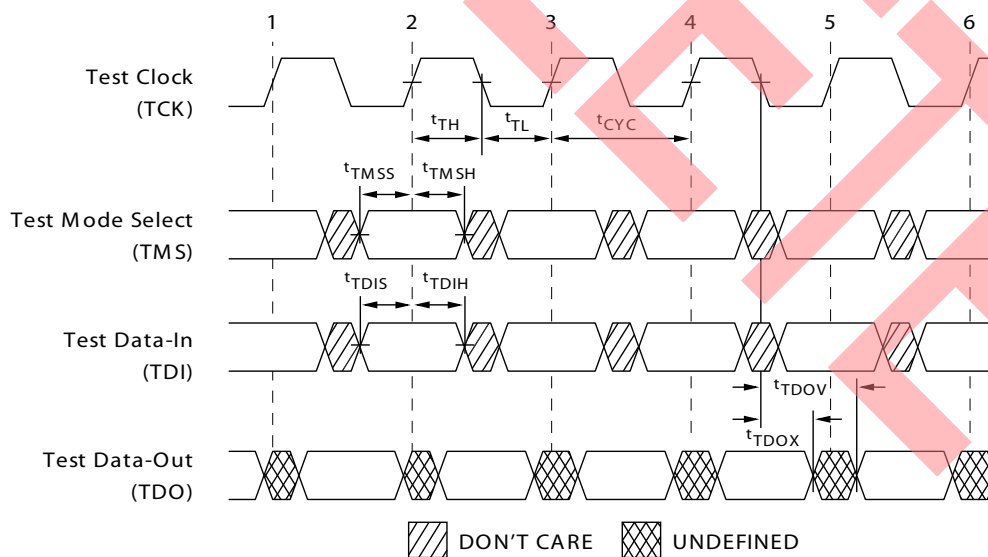 1 2 3 4 5 6
Test Clock
(TCK)
tTH tTL tCYC
tTMSS tTMSH
Test Mode Select
(TMS)
tTDIS tTDIH
Test Data-In
(TDI)
tTDOV
tTDOX
Test Data-Out
(TDO)
DON'T CARE UNDEFINED